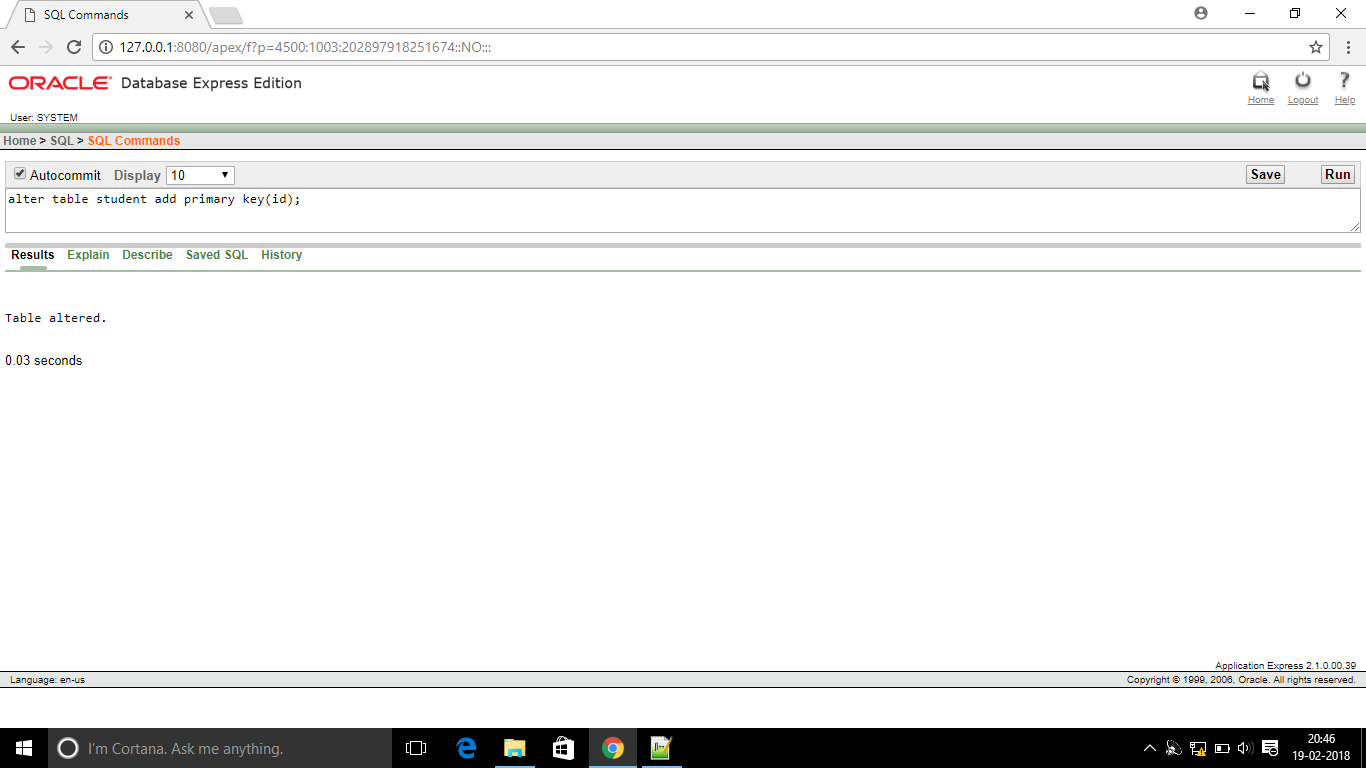 SQL Commands
127.0.0.1:8080/apex/f?p=4500:1003:202897918251674::NO:::
ORACLE Database Express Edition
Home Logout Help
User: SYSTEM
Home > SQL > SQL Commands
Autocommit Display 10 Save Run
alter table student add primary key(id);
Results Explain Describe Saved SQL History
Table altered.
0.03 seconds
Application Express 2.1.0.00.39
Language: en-us Copyright © 1999, 2006, Oracle. All rights reserved.
I'm Cortana. Ask me anything.
20:46
19-02-2018